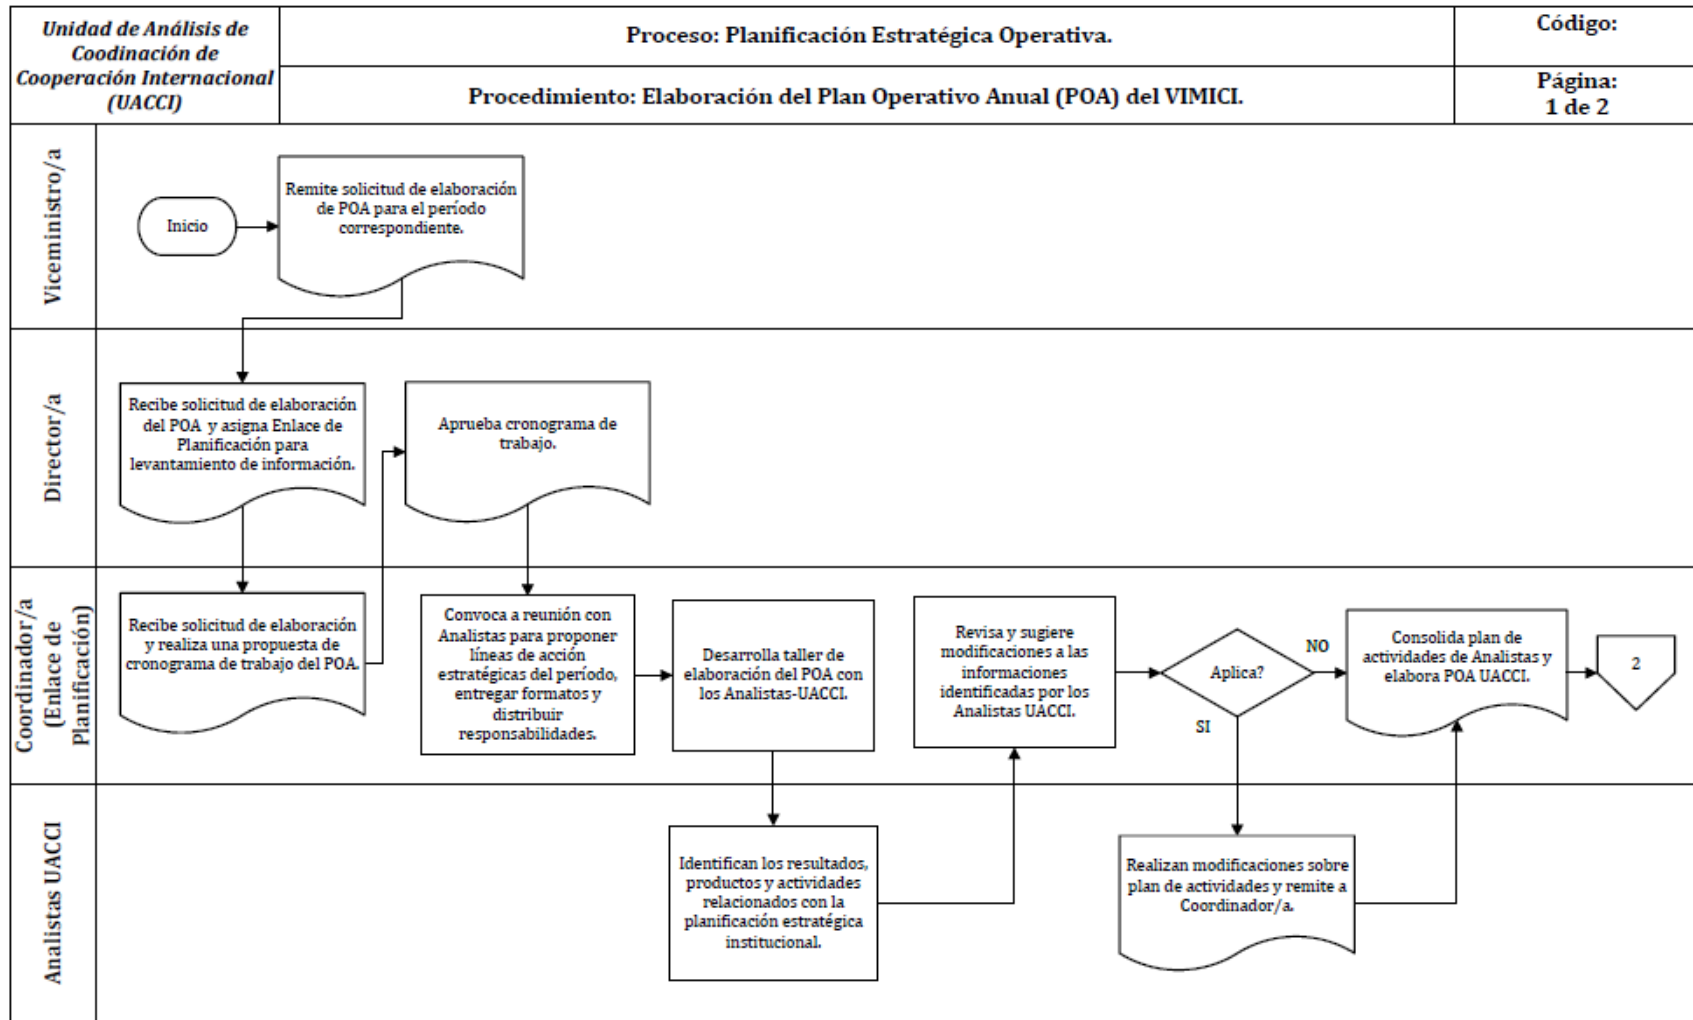 Unidad de Análisis de
Coodinación de
Cooperación Internacional
(UACCI)
Proceso: Planificación Estratégica Operativa.
Código:
Procedimiento: Elaboración del Plan Operativo Anual (POA) del VIMICI.
Página:
1 de 2
Viceministro/a
Inicio
Remite solicitud de elaboración
de POA para el período
correspondiente.
Director/a
Recibe solicitud de elaboración
del POA y asigna Enlace de
Planificación para
levantamiento de información.
Aprueba cronograma de
trabajo.
Coordinador/a
(Enlace de
Planificación)
Recibe solicitud de elaboración
y realiza una propuesta de
cronograma de trabajo del POA.
Convoca a reunión con
Analistas para proponer
líneas de acción
estratégicas del período,
entregar formatos y
distribuir
responsabilidades.
Desarrolla taller de
elaboración del POA con
los Analistas-UACCI.
Revisa y sugiere
modificaciones a las
informaciones
identificadas por los
Analistas UACCI.
Aplica?
NO
SI
Consolida plan de
actividades de Analistas y
elabora POA UACCI.
2
Analistas UACCI
Identifican los resultados,
productos y actividades
relacionados con la
planificación estratégica
institucional.
Realizan modificaciones sobre
plan de actividades y remite a
Coordinador/a.